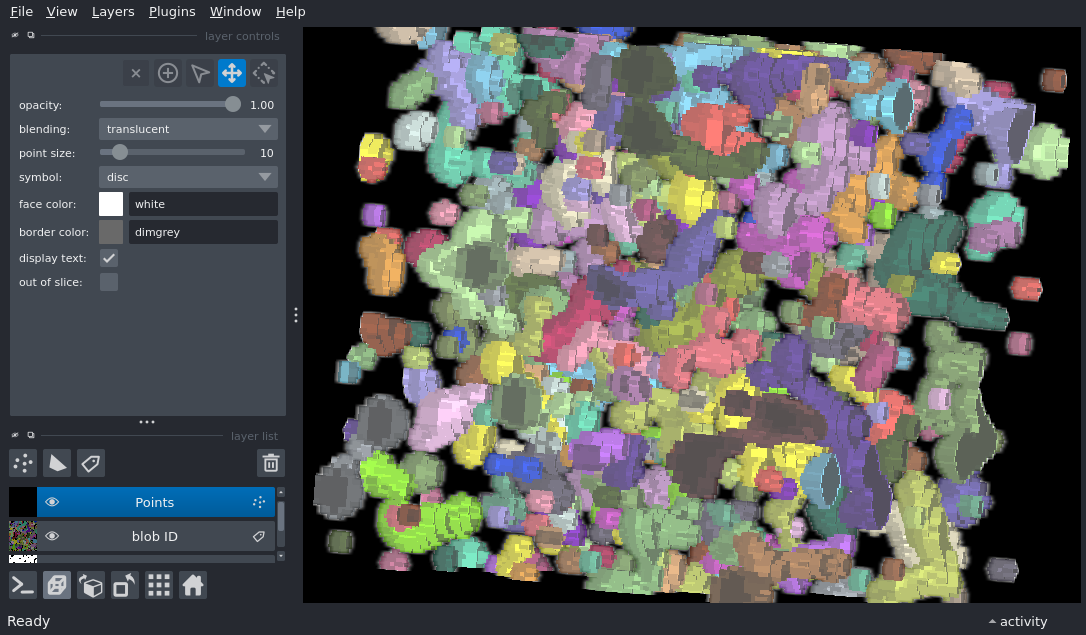 File View Layers Plugins Window Help
layer controls
opacity: 1.00
blending: translucent
point size: 10
symbol: disc
face color: white
border color: dimgrey
display text:
out of slice:
layer list
Points
blob ID
Ready
activity